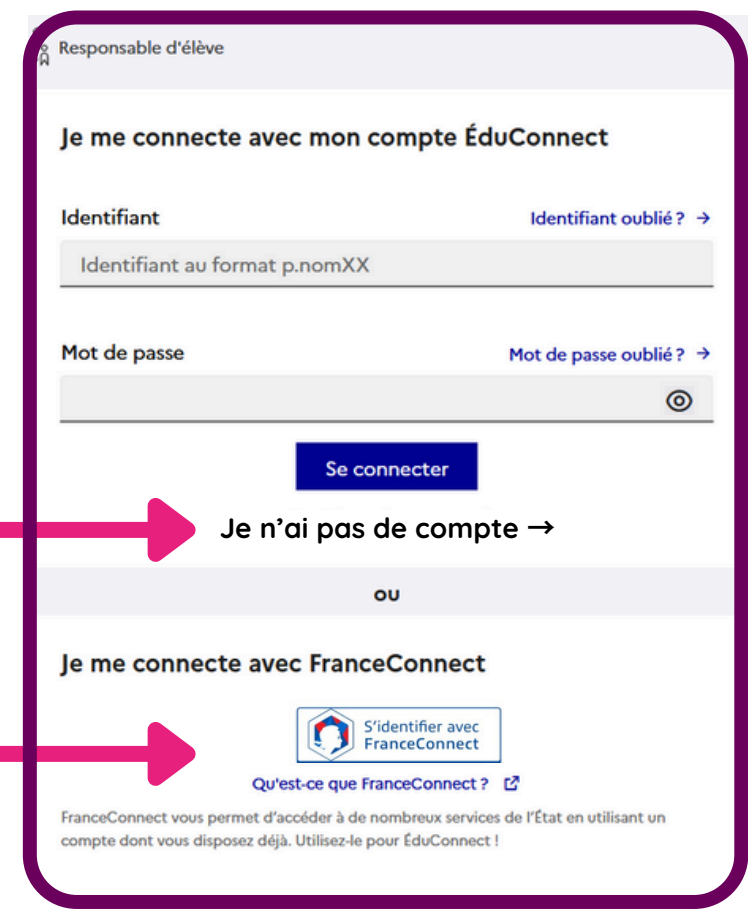 Responsable d'élève
Je me connecte avec mon compte ÉduConnect
Identifiant
Identifiant oublié ? →
Identifiant au format p.nomXX
Mot de passe
Mot de passe oublié ? →
Se connecter
Je n’ai pas de compte →
ou
Je me connecte avec FranceConnect
S’identifier avec
FranceConnect
Qu'est-ce que FranceConnect ?
FranceConnect vous permet d’accéder à de nombreux services de l’État en utilisant un
compte dont vous disposez déjà. Utilisez-le pour ÉduConnect !